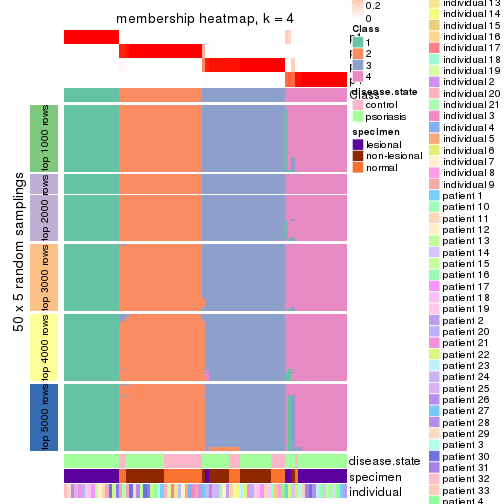 membership heatmap, k = 4
50 x 5 random samplings
top 1000 rows
top 2000 rows
top 3000 rows
top 4000 rows
top 5000 rows
Class
disease.state
specimen
individual
0.2
0
Class
1
2
3
4
disease.state
control
psoriasis
specimen
lesional
non-lesional
normal
individual 13
individual 14
individual 15
individual 16
individual 17
individual 18
individual 19
individual 2
individual 20
individual 21
individual 3
individual 4
individual 5
individual 6
individual 7
individual 8
individual 9
patient 1
patient 10
patient 11
patient 12
patient 13
patient 14
patient 15
patient 16
patient 17
patient 18
patient 19
patient 2
patient 20
patient 21
patient 22
patient 23
patient 24
patient 25
patient 26
patient 27
patient 28
patient 29
patient 3
patient 30
patient 31
patient 32
patient 33
patient 4